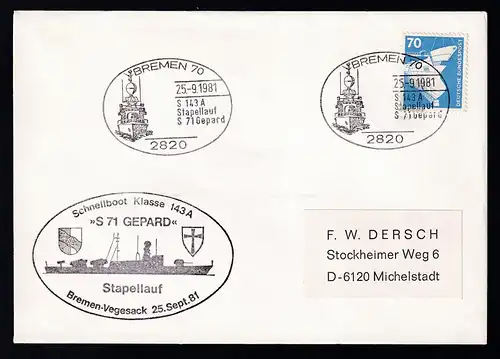 BREMEN 70
25-9.1981
S 143 A
Stapellauf
S 71 Gepard
2820
BREMEN 70
25-9.1981
S 143 A
Stapellauf
S 71 Gepard
2820
70
DEUTSCHE BUNDESPOST
Schnellboot Klasse 143 A
»S 71 GEPARD«
Stapellauf
Bremen-Vegesack 25.Sept.81
F. W. DERSCH
Stockheimer Weg 6
D-6120 Michelstadt